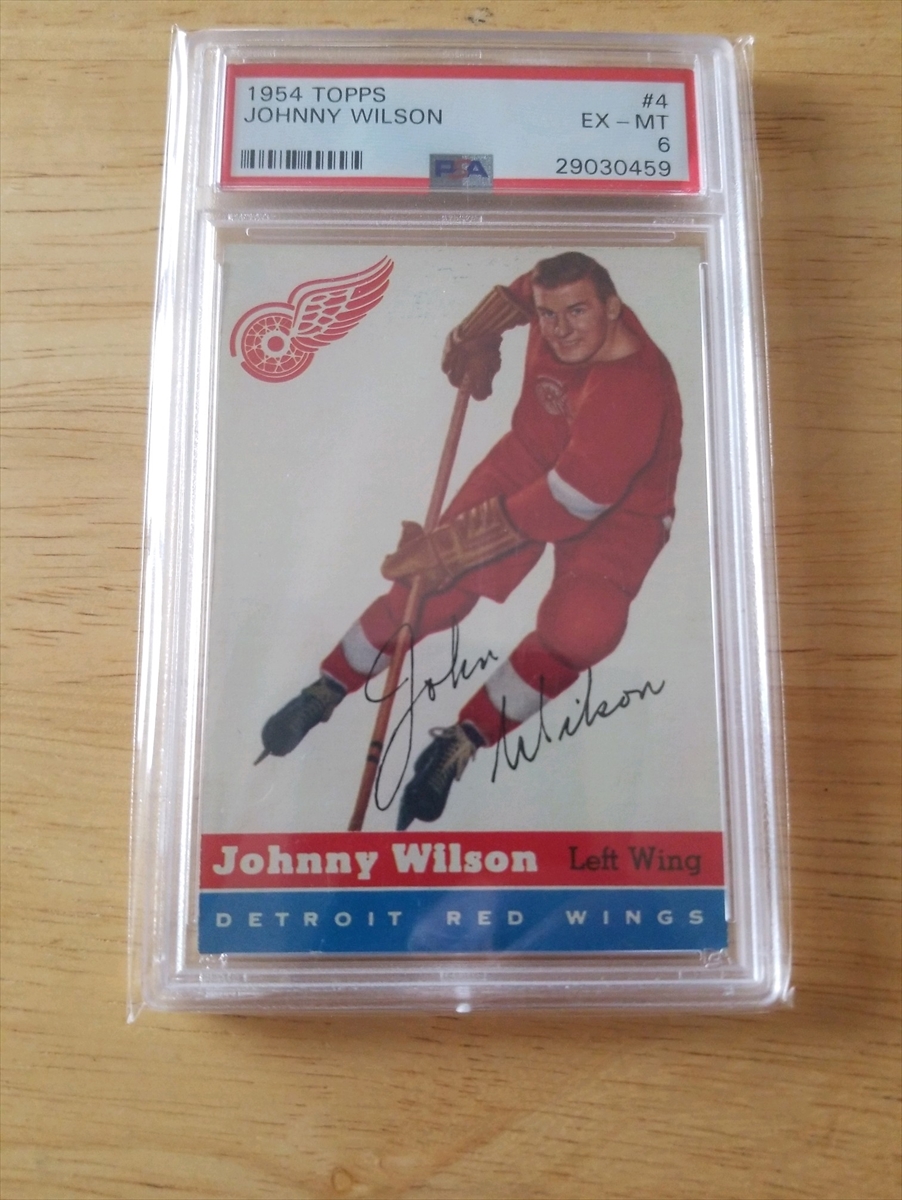 1954 TOPPS #4
JOHNNY WILSON EX – MT
6
PSA 29030459
John
Wilson
Johnny Wilson Left Wing
DETROIT RED WINGS